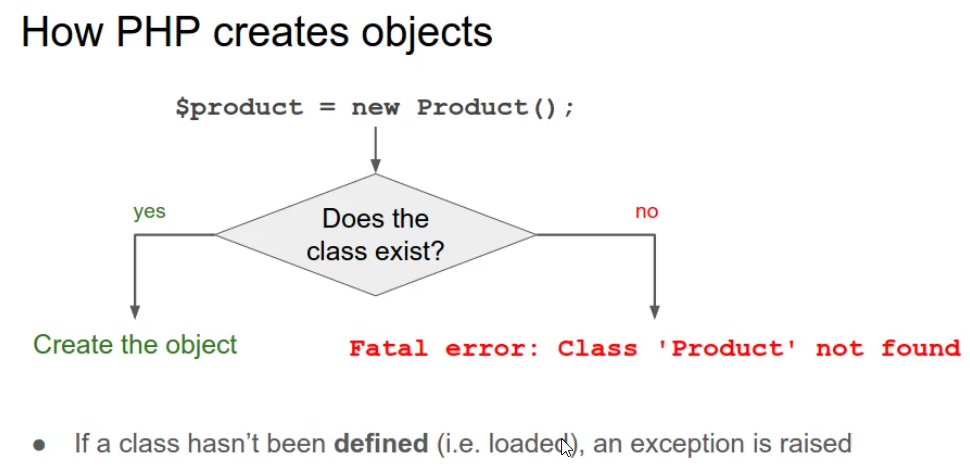 How PHP creates objects
$product = new Product();
yes
no
Does the
class exist?
Create the object
Fatal error: Class 'Product' not found
● If a class hasn’t been defined (i.e. loaded), an exception is raised